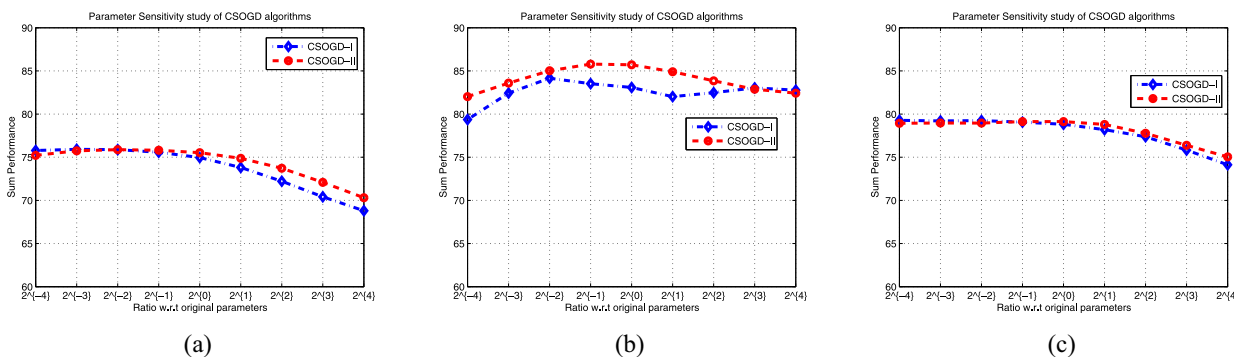 Parameter Sensitivity study of CSOGD algorithms
90
85
80
75
70
65
60
Sum Performance
CSOGD–I
CSOGD–II
2^{−4} 2^{−3} 2^{−2} 2^{−1} 2^{0} 2^{1} 2^{2} 2^{3} 2^{4}
Ratio w.r.t original parameters
(a)
Parameter Sensitivity study of CSOGD algorithms
90
85
80
75
70
65
60
Sum Performance
CSOGD–I
CSOGD–II
2^{−4} 2^{−3} 2^{−2} 2^{−1} 2^{0} 2^{1} 2^{2} 2^{3} 2^{4}
Ratio w.r.t original parameters
(b)
Parameter Sensitivity study of CSOGD algorithms
90
85
80
75
70
65
60
Sum Performance
CSOGD–I
CSOGD–II
2^{−4} 2^{−3} 2^{−2} 2^{−1} 2^{0} 2^{1} 2^{2} 2^{3} 2^{4
Ratio w.r.t original parameters
(c)